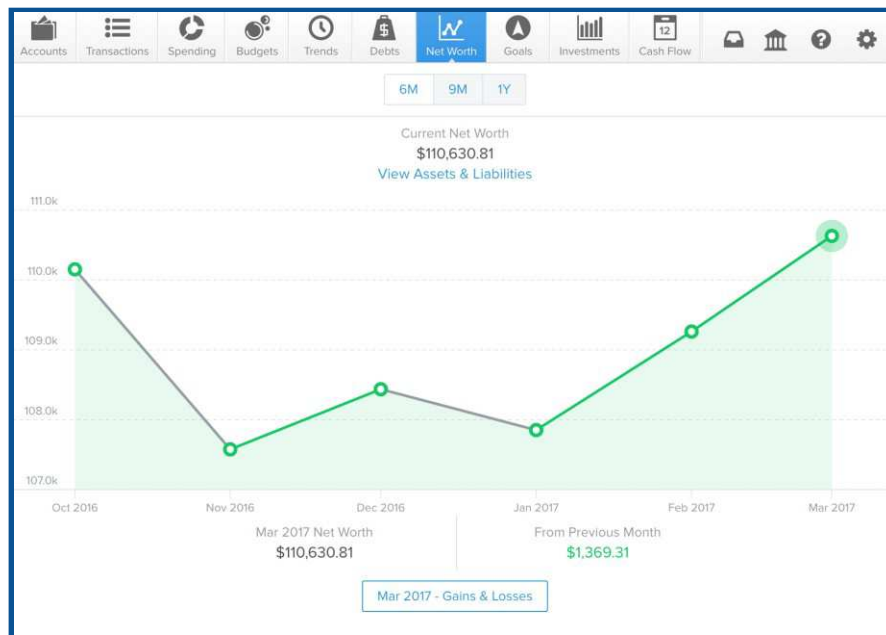 Accounts Transactions Spending Budgets Trends Debts Net Worth Goals Investments 12 Cash Flow
6M 9M 1Y
Current Net Worth
$110,630.81
View Assets & Liabilities
111.0k
110.0k
109.0k
108.0k
107.0k
Oct 2016 Nov 2016 Dec 2016 Jan 2017 Feb 2017 Mar 2017
Mar 2017 Net Worth From Previous Month
$110,630.81 $1,369.31
Mar 2017 - Gains & Losses